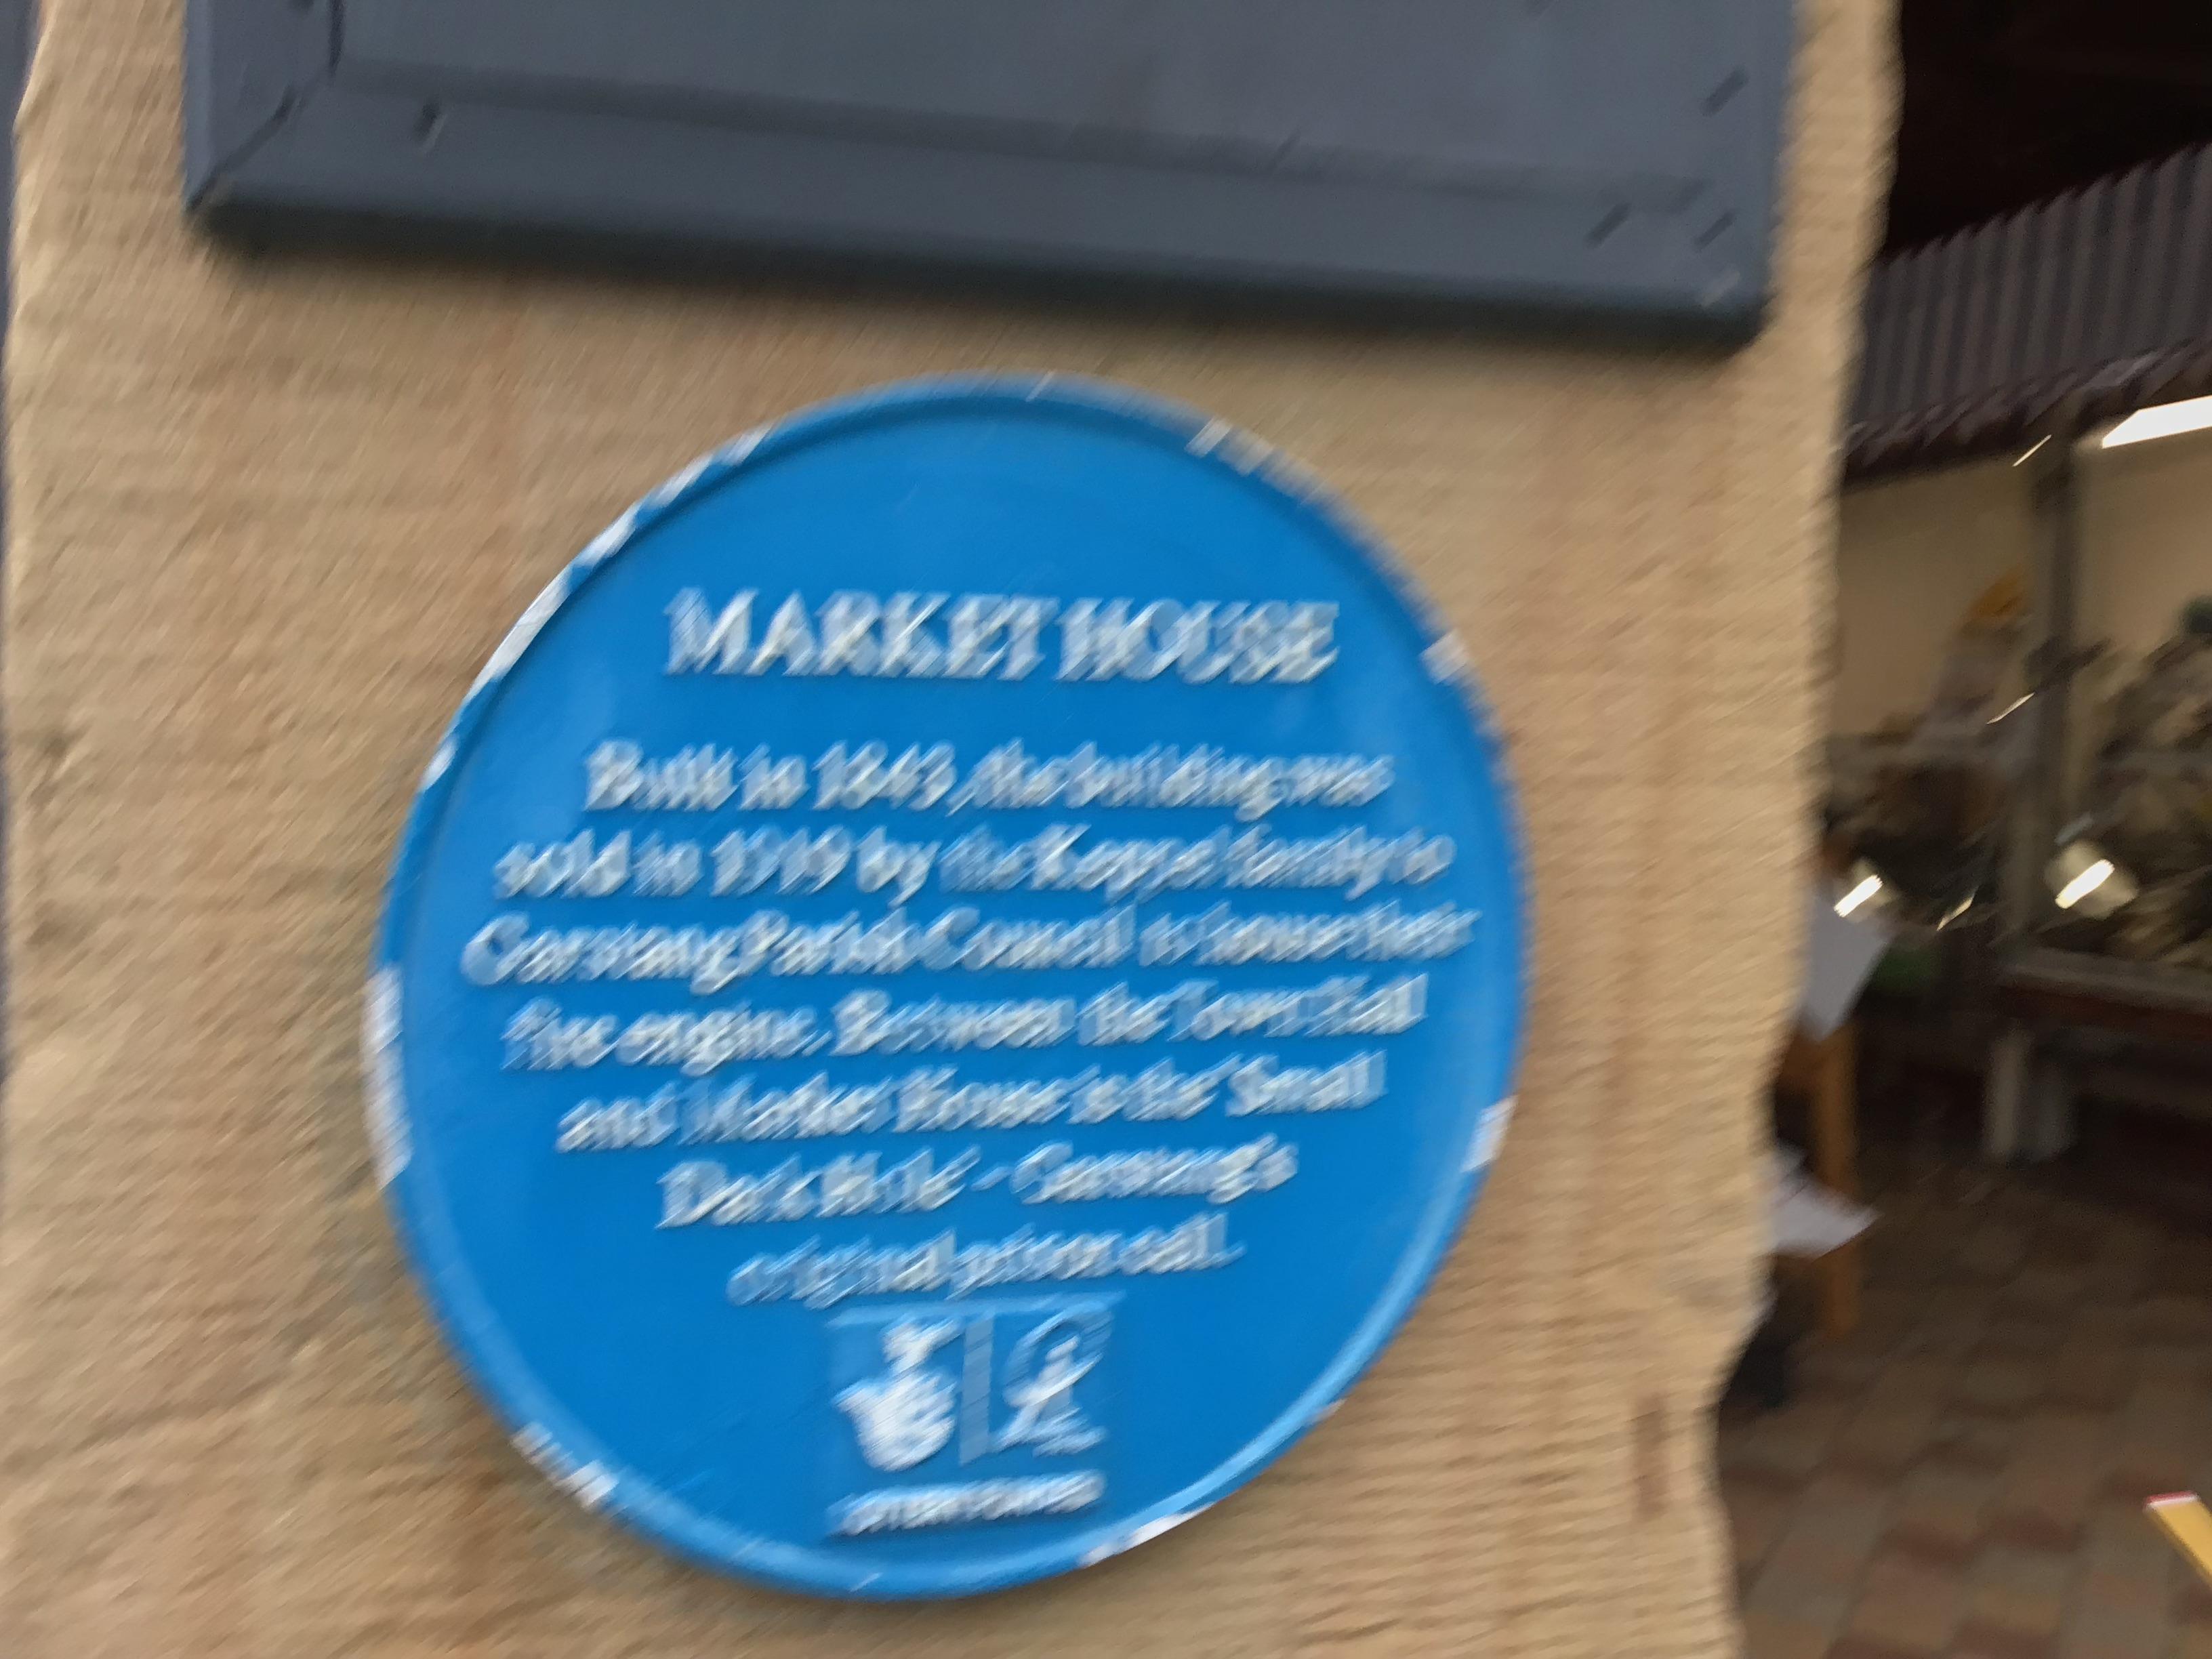 MARKET HOUSE
Built in 1843, the building was
sold in 1919 by the Keppel family to
Garstang Parish Council to house their
fire engine. Between the Town Hall
and Market House is the Small
Dark Hole - Garstang's
original prison cell.
LOTTERY FUNDED